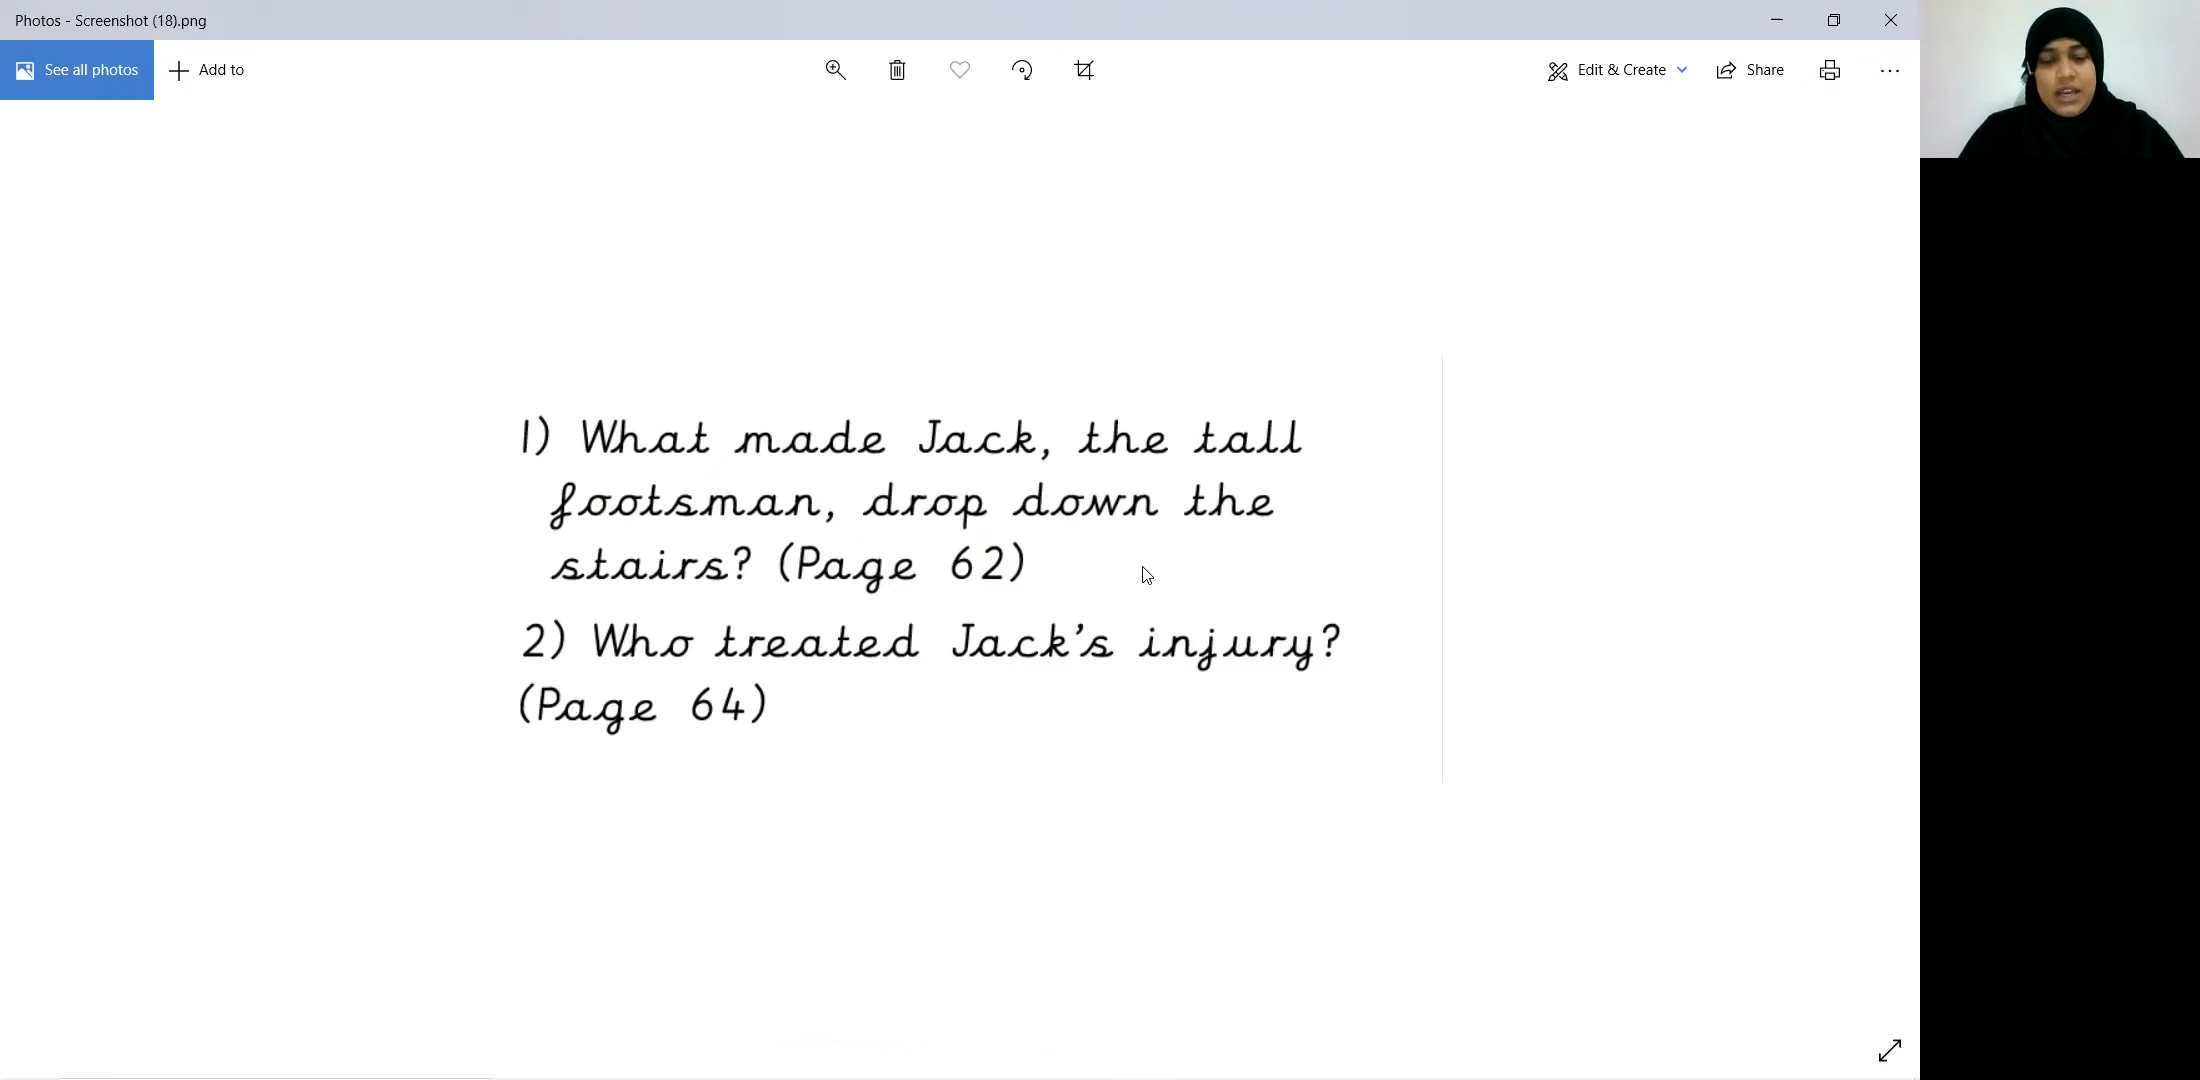 Photos - Screenshot (18).png
See all photos
Add to
Edit & Create
Share
1) What made Jack, the tall
footsman, drop down the
stairs? (Page 62)
2) Who treated Jack's injury?
(Page 64)